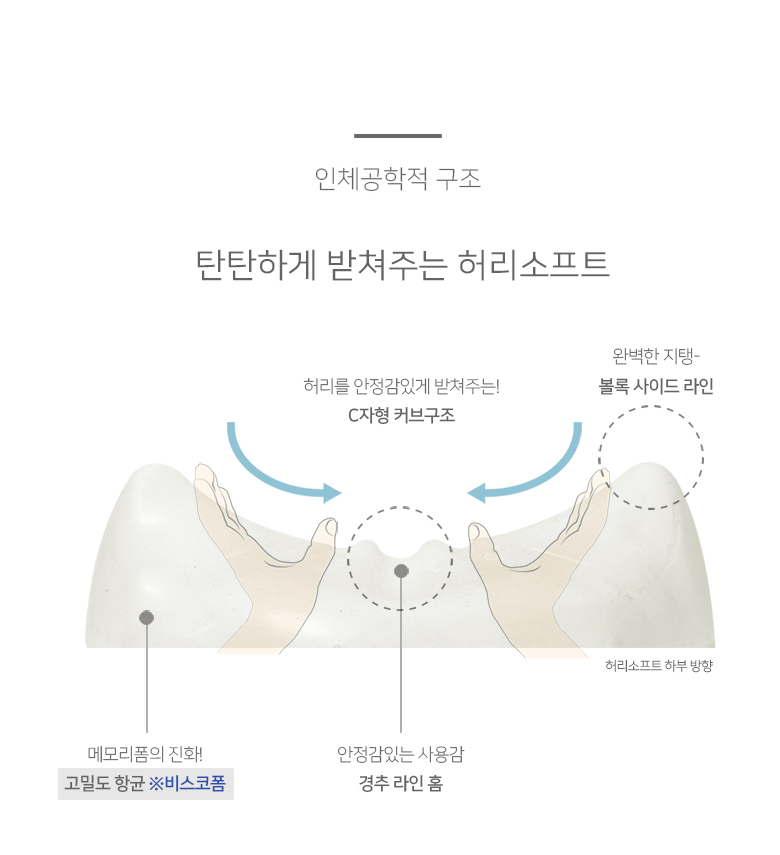 인체공학적 구조
탄탄하게 받쳐주는 허리소프트
완벽한 지탱-
볼록 사이드 라인
허리를 안정감있게 받쳐주는!
C자형 커브구조
허리소프트 하부 방향
메모리폼의 진화!
고밀도 항균 ※비스코폼
안정감있는 사용감
경추 라인 홈